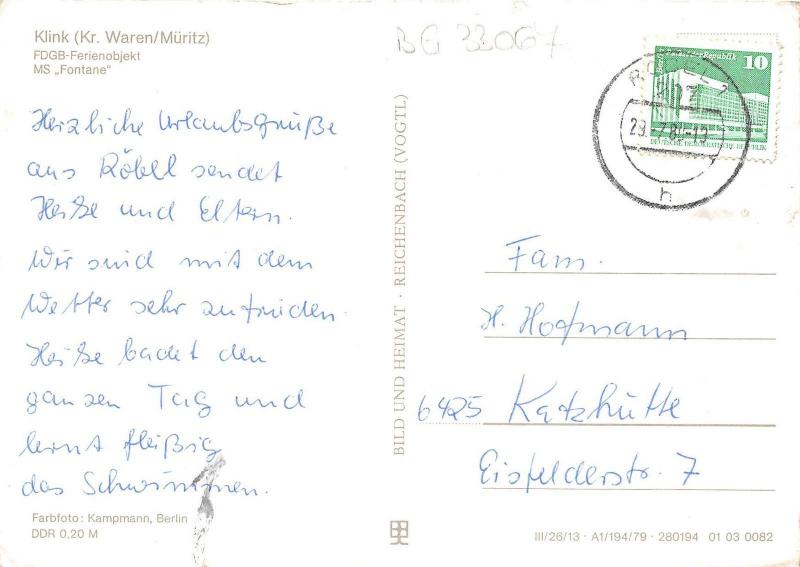 Klink (Kr. Waren/Müritz)
FDGB-Ferienobjekt
MS „Fontane“
BG 33067
Herzliche Urlaubsgrüße
aus Röbel sendet
Heike und Eltern.
Wir sind mit dem
Wetter sehr zufrieden.
Heike badet den
ganzen Tag und
lernt fleißig
das Schwimmen.
Farbfoto: Kampmann, Berlin
DDR 0,20 M
BILD UND HEIMAT · REICHENBACH (VOGTL)
10
DEUTSCHE DEMOKRATISCHE REPUBLIK
RÖBEL 1
h
Fam.
H. Hofmann
6425 Katzhütte
Eisfelderstr. 7
III/26/13 · A1/194/79 · 280194 01 03 0082